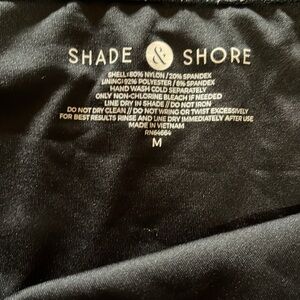 SHADE & SHORE
SHELL: 80% NYLON / 20% SPANDEX
LINING: 92% POLYESTER / 8% SPANDEX
HAND WASH COLD SEPARATELY
ONLY NON-CHLORINE BLEACH IF NEEDED
LINE DRY IN SHADE // DO NOT IRON
DO NOT DRY CLEAN // DO NOT WRING OR TWIST EXCESSIVELY
FOR BEST RESULTS RINSE AND LINE DRY IMMEDIATELY AFTER USE
MADE IN VIETNAM
RN64664
M